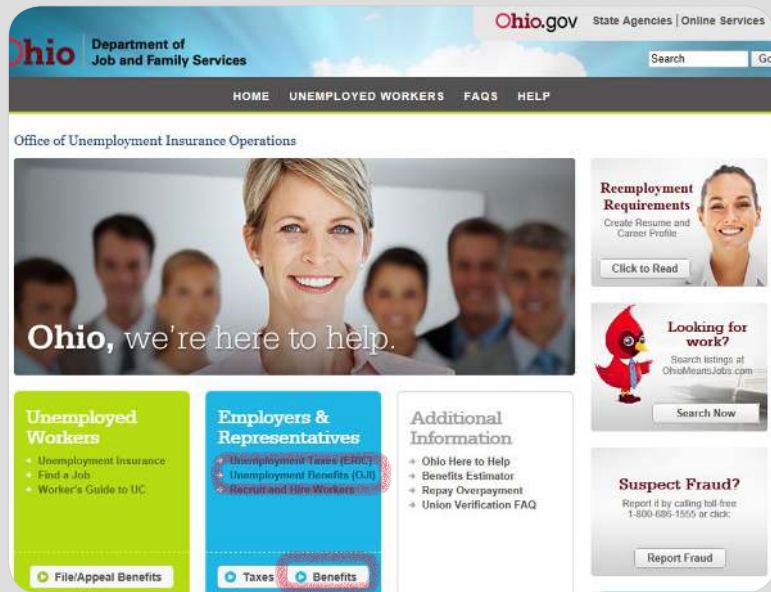 Ohio.gov State Agencies | Online Services
Ohio Department of
Job and Family Services
Search Go
HOME UNEMPLOYED WORKERS FAQS HELP
Office of Unemployment Insurance Operations
Ohio, we're here to help.
Reemployment
Requirements
Create Resume and
Career Profile
Click to Read
Looking for
work?
Search listings at
OhioMeansJobs.com
Search Now
Unemployed
Workers
Unemployment Insurance
Find a Job
Worker's Guide to UC
File/Appeal Benefits
Employers &
Representatives
Unemployment Taxes (ERIC)
Unemployment Benefits (OJI)
Recruit and Hire Workers
Taxes Benefits
Additional
Information
Ohio Here to Help
Benefits Estimator
Repay Overpayment
Union Verification FAQ
Suspect Fraud?
Report it by calling toll-free
1-800-686-1555 or click:
Report Fraud